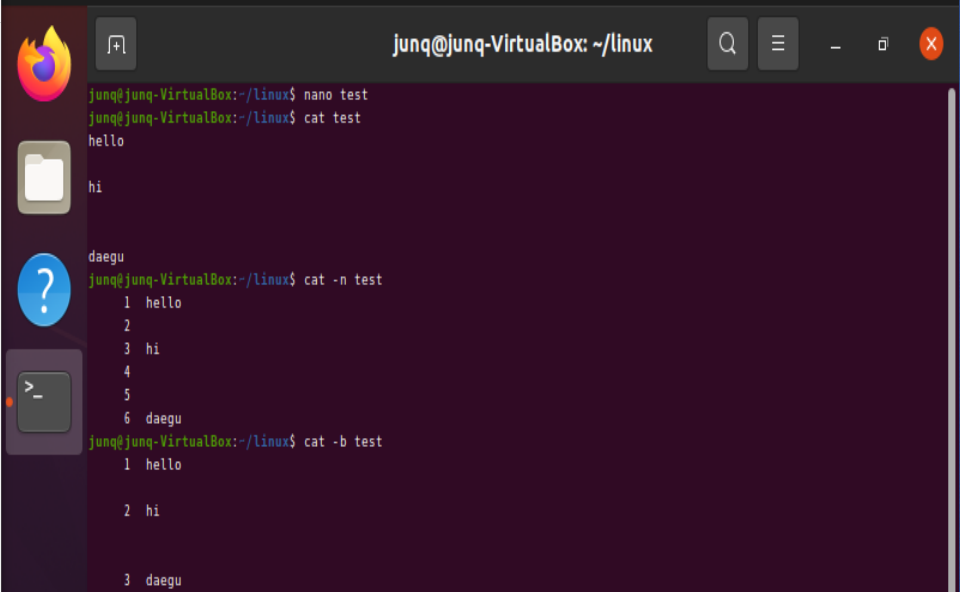 junq@junq-VirtualBox: ~/linux
junq@junq-VirtualBox:~/linux$ nano test
junq@junq-VirtualBox:~/linux$ cat test
hello
hi
daegu
junq@junq-VirtualBox:~/linux$ cat -n test
1 hello
2
3 hi
4
5
6 daegu
junq@junq-VirtualBox:~/linux$ cat -b test
1 hello
2 hi
3 daegu